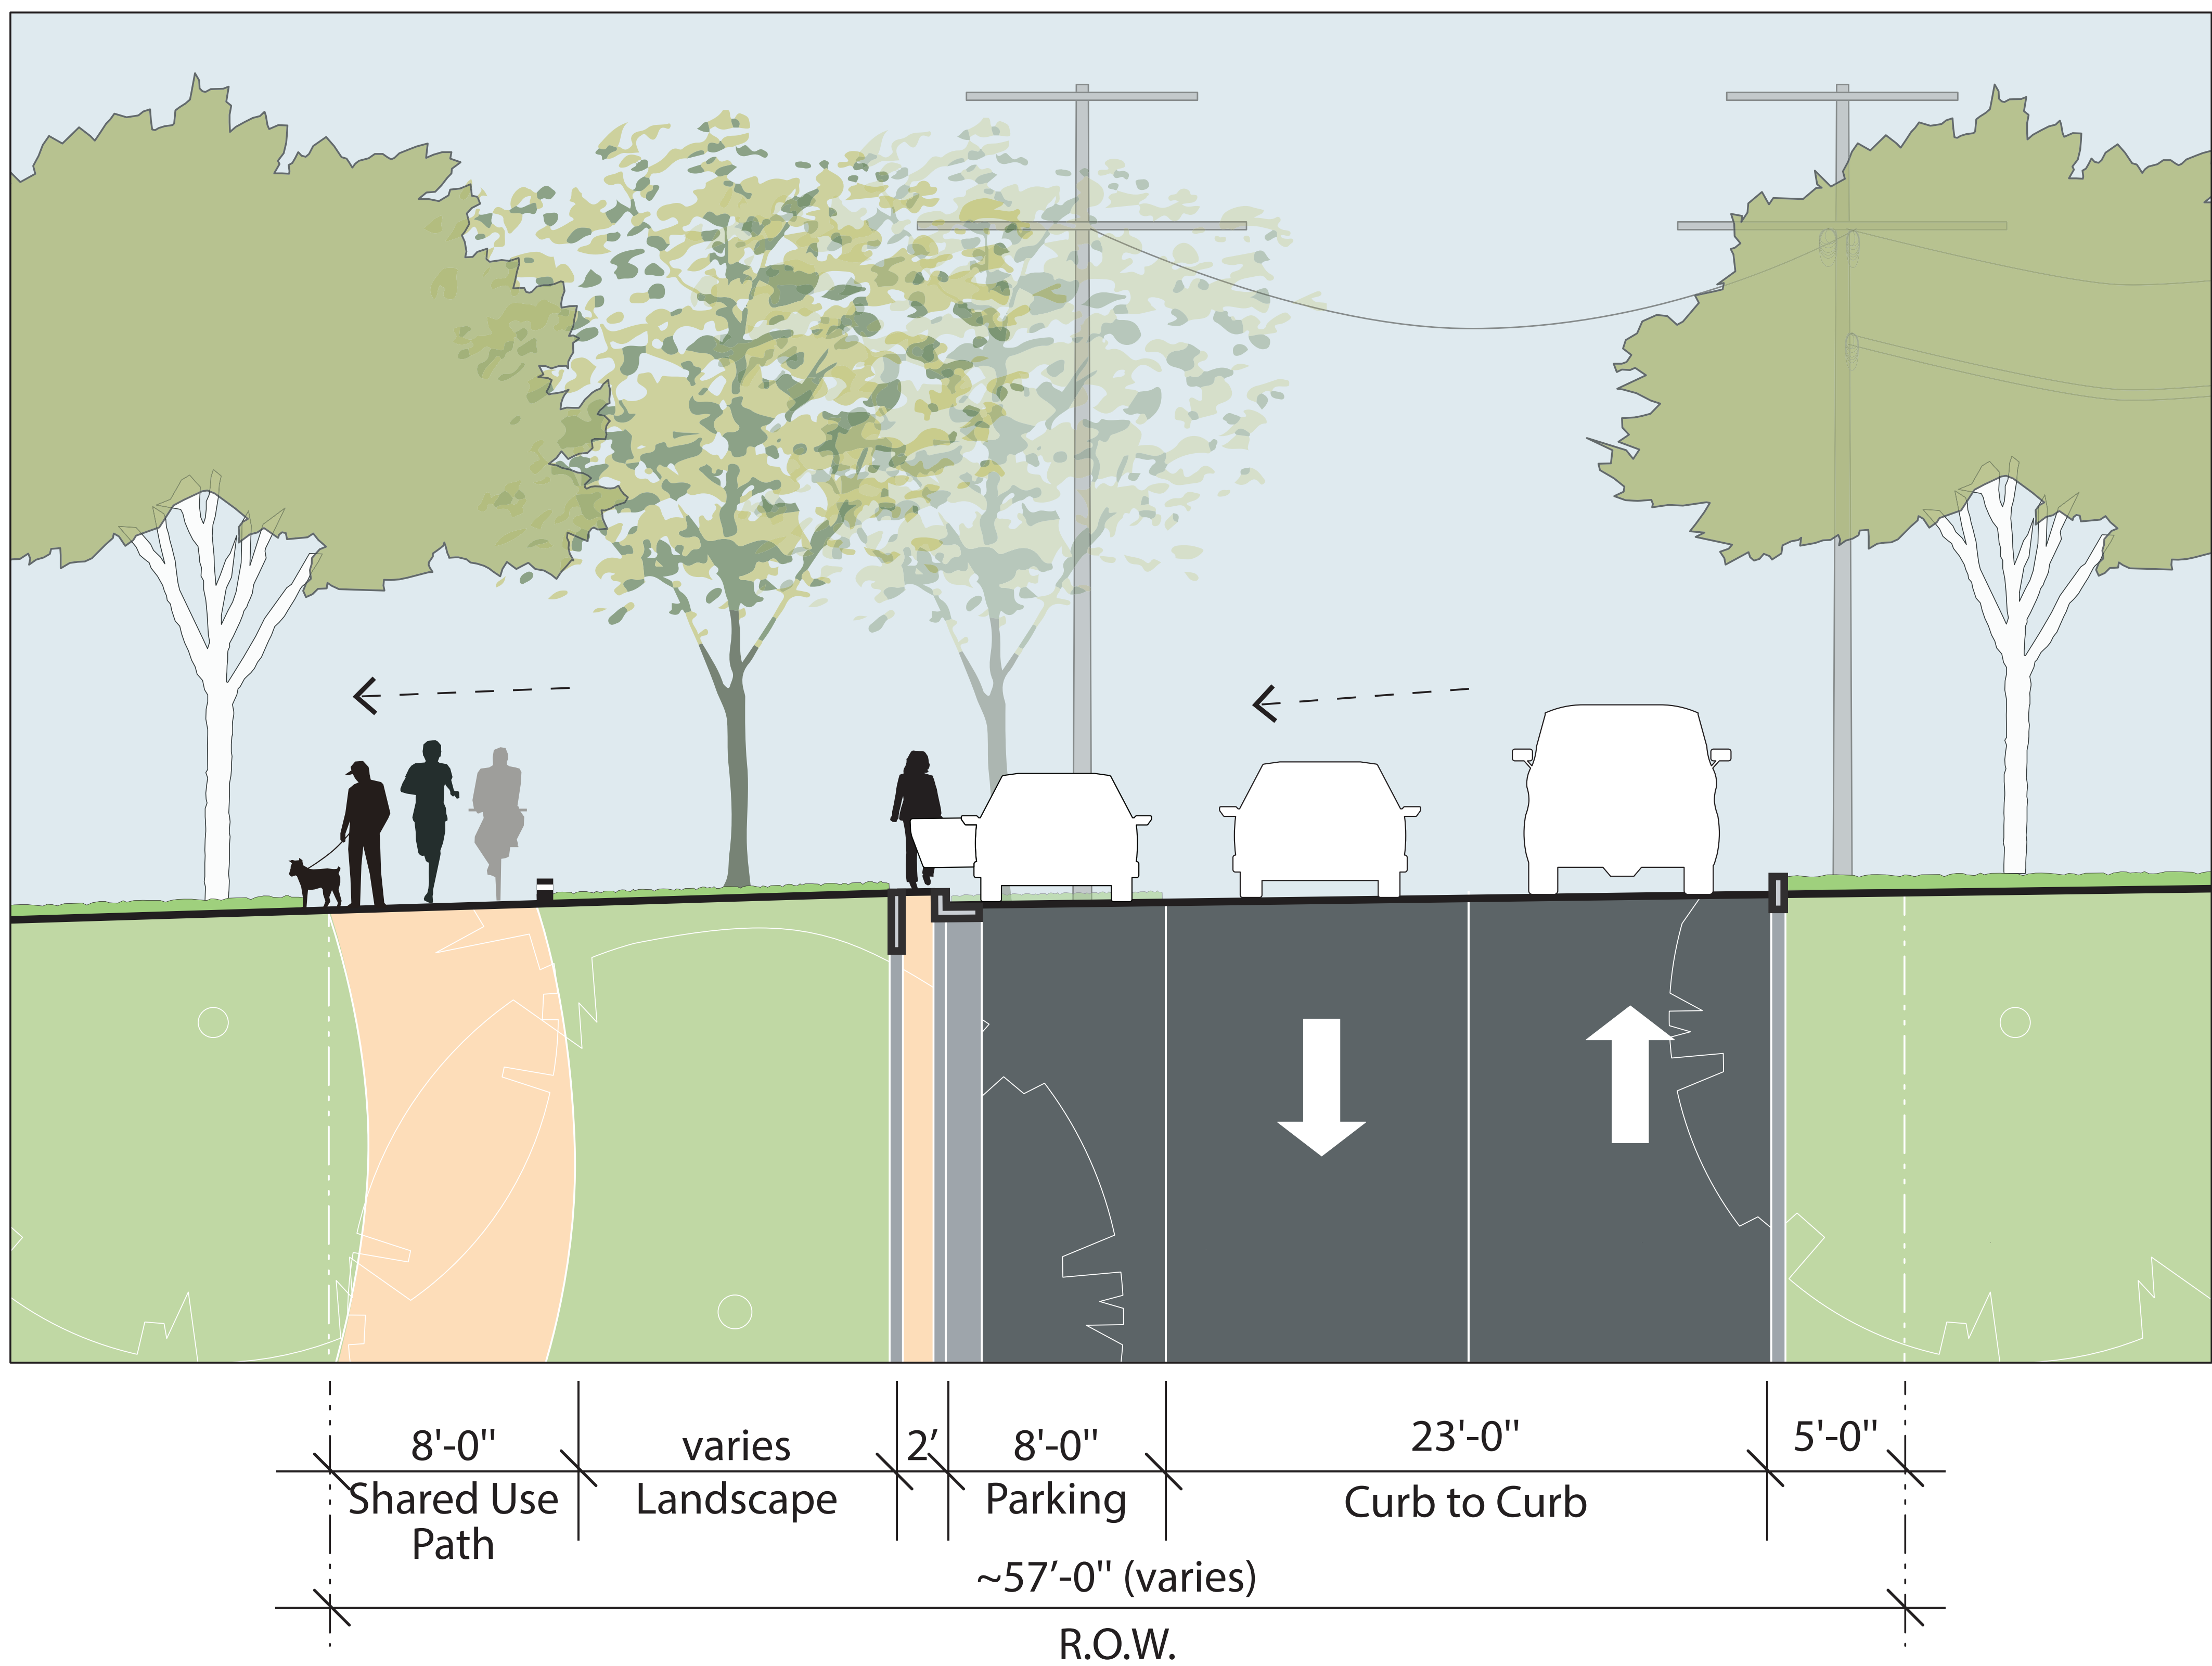 8'-0" varies 2’ 8'-0" 23'-0" 5'-0"
Shared Use Landscape Parking Curb to Curb
Path
~57’-0" (varies)
R.O.W.